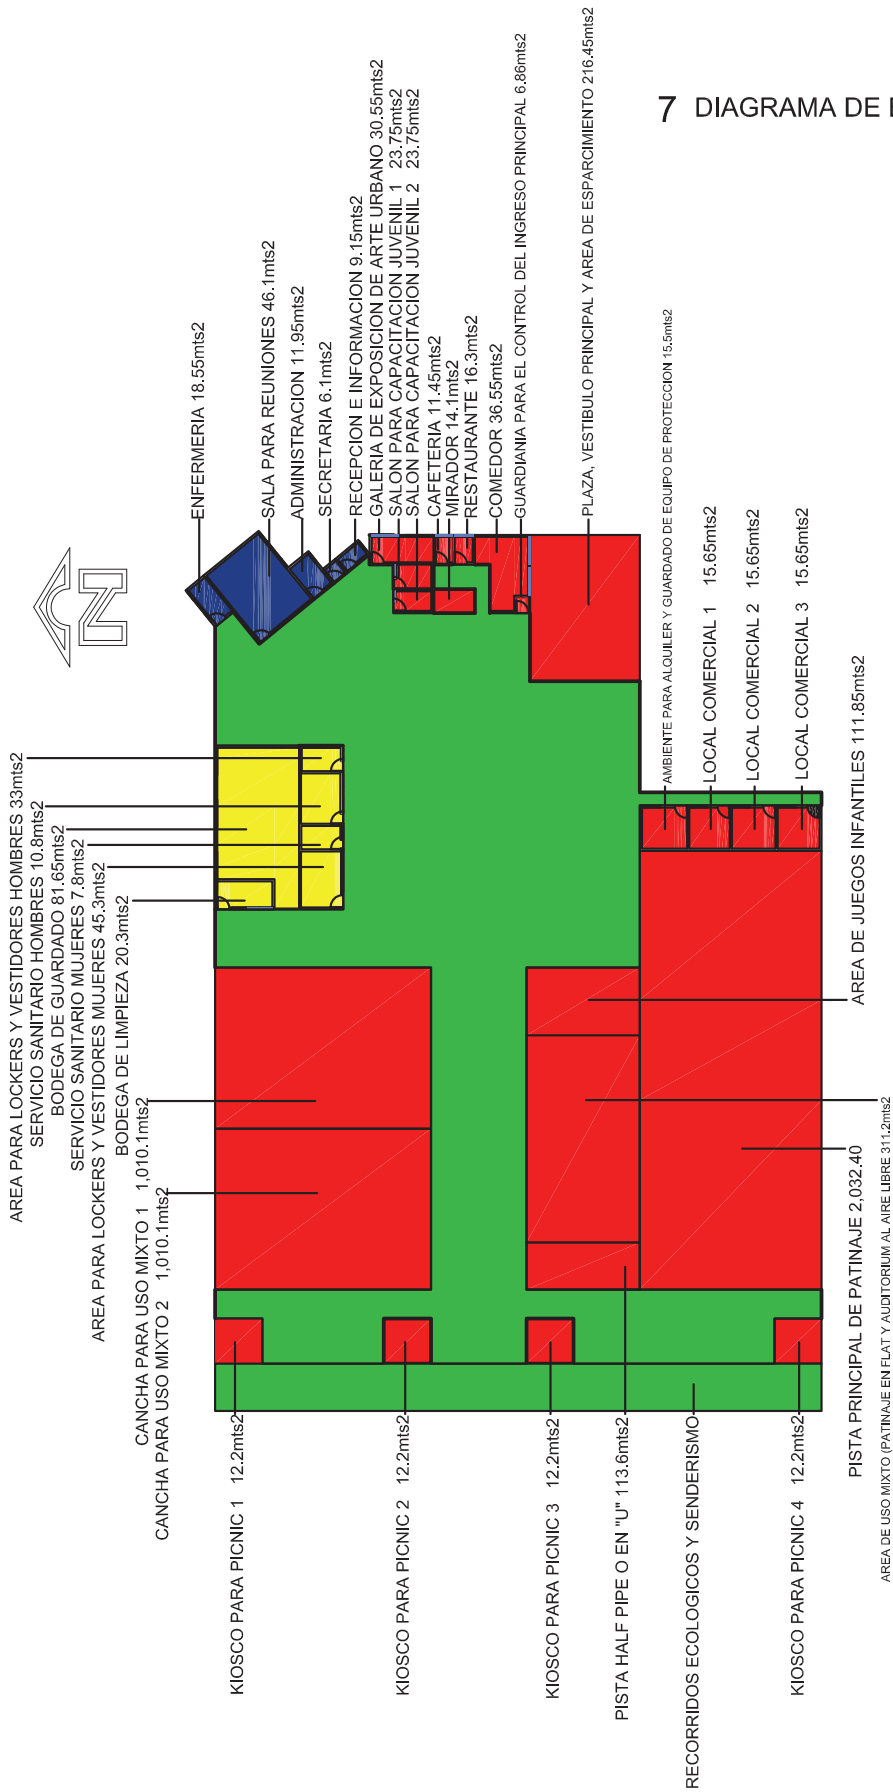 7 DIAGRAMA DE
ENFERMERIA 18.55mts2
SALA PARA REUNIONES 46.1mts2
ADMINISTRACION 11.95mts2
SECRETARIA 6.1mts2
RECEPCION E INFORMACION 9.15mts2
GALERIA DE EXPOSICION DE ARTE URBANO 30.55mts2
SALON PARA CAPACITACION JUVENIL 1 23.75mts2
SALON PARA CAPACITACION JUVENIL 2 23.75mts2
CAFETERIA 11.45mts2
MIRADOR 14.1mts2
RESTAURANTE 16.3mts2
COMEDOR 36.55mts2
GUARDIANIA PARA EL CONTROL DEL INGRESO PRINCIPAL 6.86mts2
PLAZA, VESTIBULO PRINCIPAL Y AREA DE ESPARCIMIENTO 216.45mts2
AMBIENTE PARA ALQUILER Y GUARDADO DE EQUIPO DE PROTECCION 15.5mts2
LOCAL COMERCIAL 1 15.65mts2
LOCAL COMERCIAL 2 15.65mts2
LOCAL COMERCIAL 3 15.65mts2
N
AREA PARA LOCKERS Y VESTIDORES HOMBRES 33mts2
SERVICIO SANITARIO HOMBRES 10.8mts2
BODEGA DE GUARDADO 81.65mts2
SERVICIO SANITARIO MUJERES 7.8mts2
AREA PARA LOCKERS Y VESTIDORES MUJERES 45.3mts2
BODEGA DE LIMPIEZA 20.3mts2
CANCHA PARA USO MIXTO 1 1,010.1mts2
CANCHA PARA USO MIXTO 2 1,010.1mts2
AREA DE JUEGOS INFANTILES 111.85mts2
PISTA PRINCIPAL DE PATINAJE 2,032.40
AREA DE USO MIXTO (PATINAJE EN FLAT Y AUDITORIUM AL AIRE LIBRE 311.2mts2
KIOSCO PARA PICNIC 1 12.2mts2
KIOSCO PARA PICNIC 2 12.2mts2
KIOSCO PARA PICNIC 3 12.2mts2
PISTA HALF PIPE O EN "U" 113.6mts2
RECORRIDOS ECOLOGICOS Y SENDERISMO
KIOSCO PARA PICNIC 4 12.2mts2